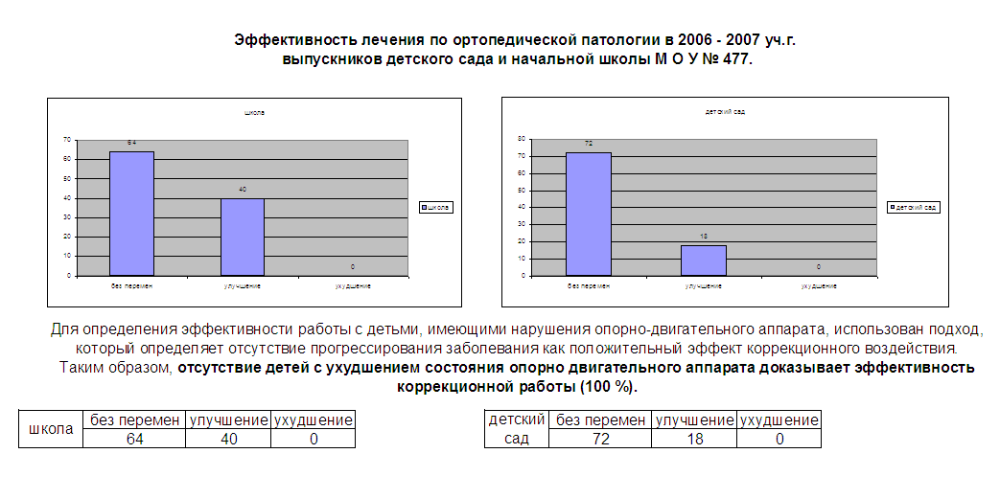 Эффективность лечения по ортопедической патологии в 2006 - 2007 уч.г.
выпускников детского сада и начальной школы М О У № 477.
школа
70
60
50
40
30
20
10
0
64
40
0
без перемен улучшение ухудшение
школа
детский сад
80
70
60
50
40
30
20
10
0
72
18
0
без перемен улучшение ухудшение
детский сад
Для определения эффективности работы с детьми, имеющими нарушения опорно-двигательного аппарата, использован подход,
который определяет отсутствие прогрессирования заболевания как положительный эффект коррекционного воздействия.
Таким образом, отсутствие детей с ухудшением состояния опорно двигательного аппарата доказывает эффективность
коррекционной работы (100 %).
школа
без перемен улучшение ухудшение
64 40 0
детский
сад
без перемен улучшение ухудшение
72 18 0